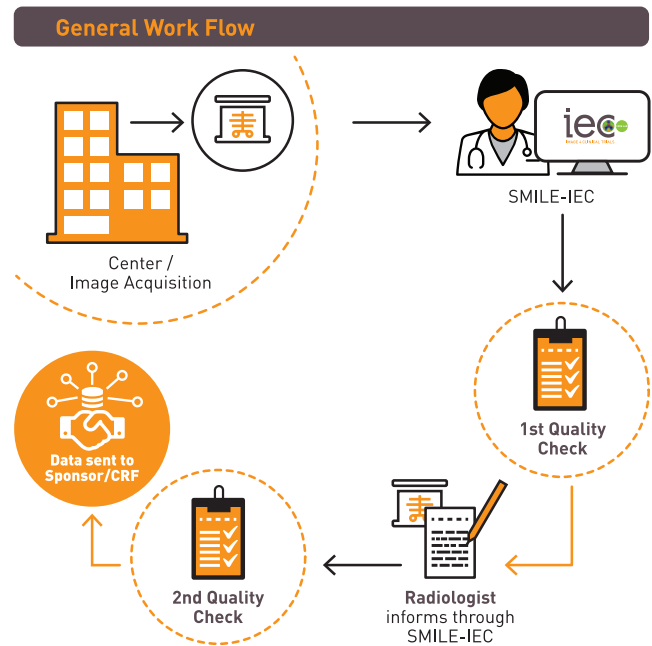 General Work Flow
iec
SMILE-IEC
Center /
Image Acquisition
1st Quality
Check
Data sent to
Sponsor/CRF
2nd Quality
Check
Radiologist
informs through
SMILE-IEC